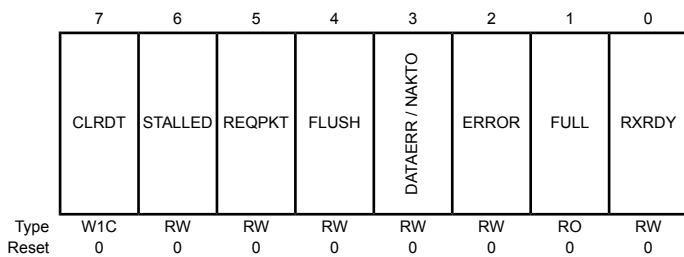 7 6 5 4 3 2 1 0
CLRDT STALLED REQPKT FLUSH DATAERR / NAKTO ERROR FULL RXRDY
Type W1C RW RW RW RW RW RO RW
Reset 0 0 0 0 0 0 0 0